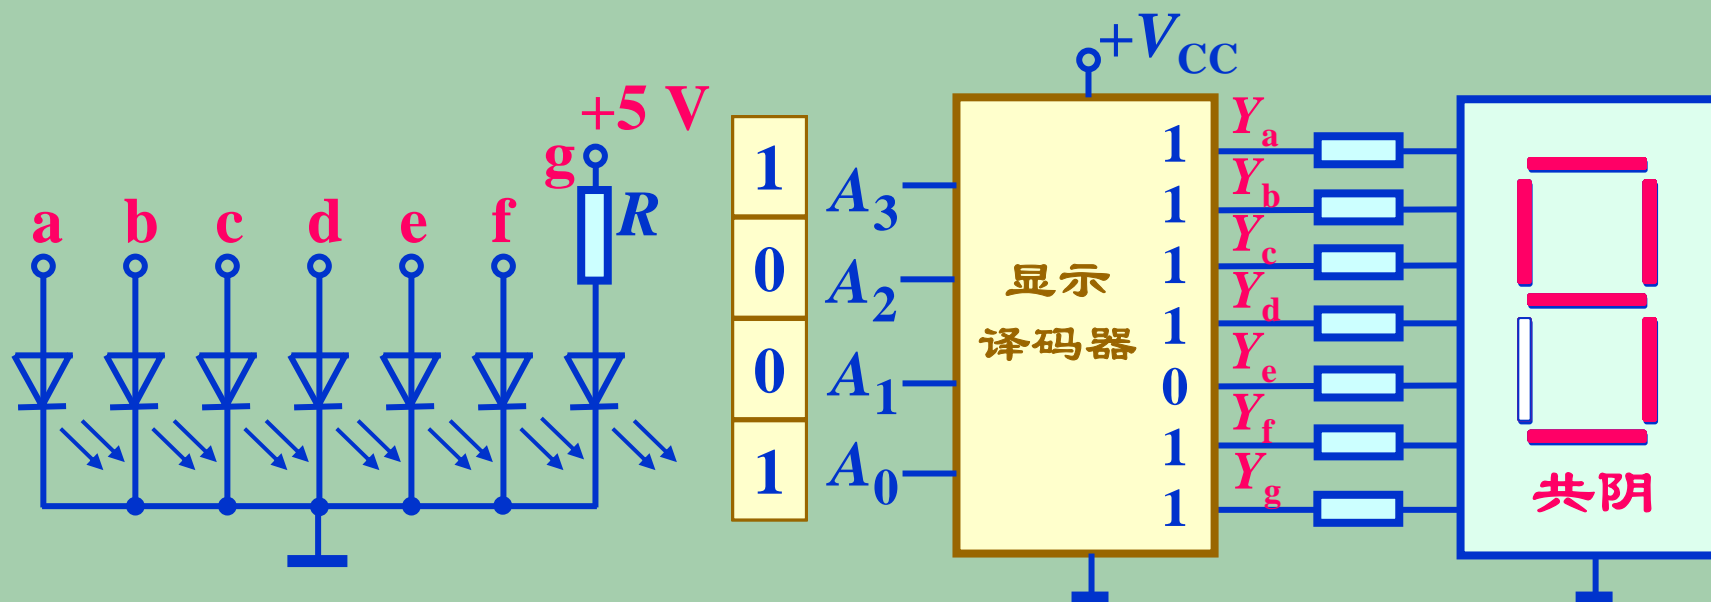 +5 V
g
R
a b c d e f
1
0
0
1
A3
A2
A1
A0
+VCC
显示
译码器
1
1
1
1
0
1
1
Ya
Yb
Yc
Yd
Ye
Yf
Yg
共阴